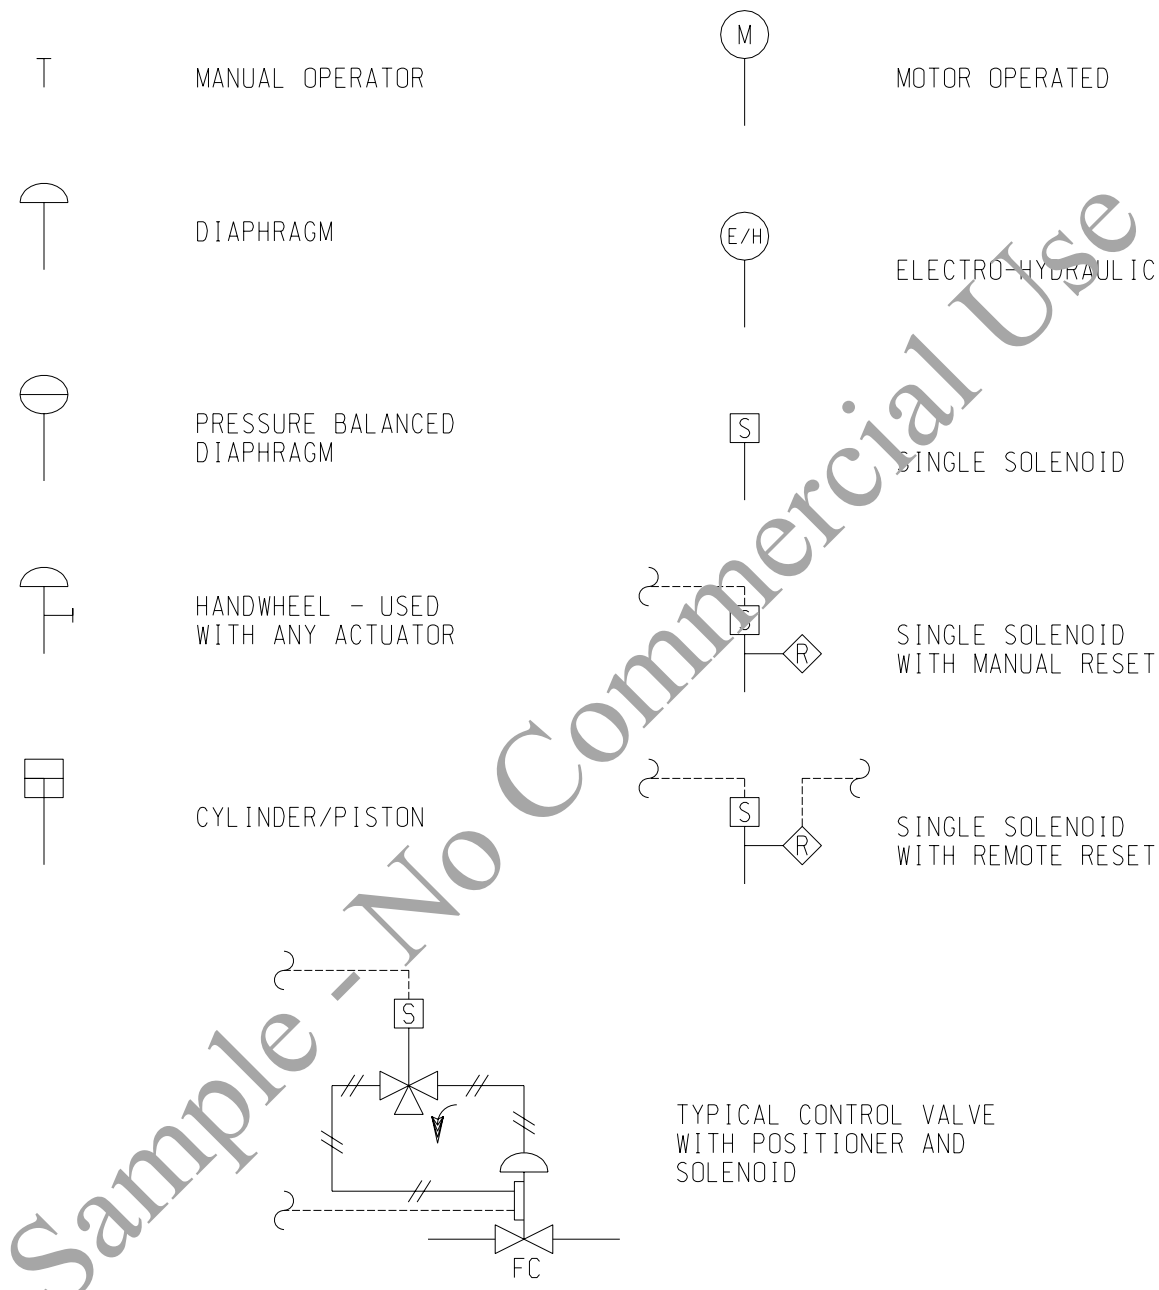 T
MANUAL OPERATOR
M
MOTOR OPERATED
DIAPHRAGM
E/H
ELECTRO-HYDRAULIC
PRESSURE BALANCED
DIAPHRAGM
S
SINGLE SOLENOID
HANDWHEEL - USED
WITH ANY ACTUATOR
S
R
SINGLE SOLENOID
WITH MANUAL RESET
CYLINDER/PISTON
S
R
SINGLE SOLENOID
WITH REMOTE RESET
S
TYPICAL CONTROL VALVE
WITH POSITIONER AND
SOLENOID
FC
Sample - No Commercial Use